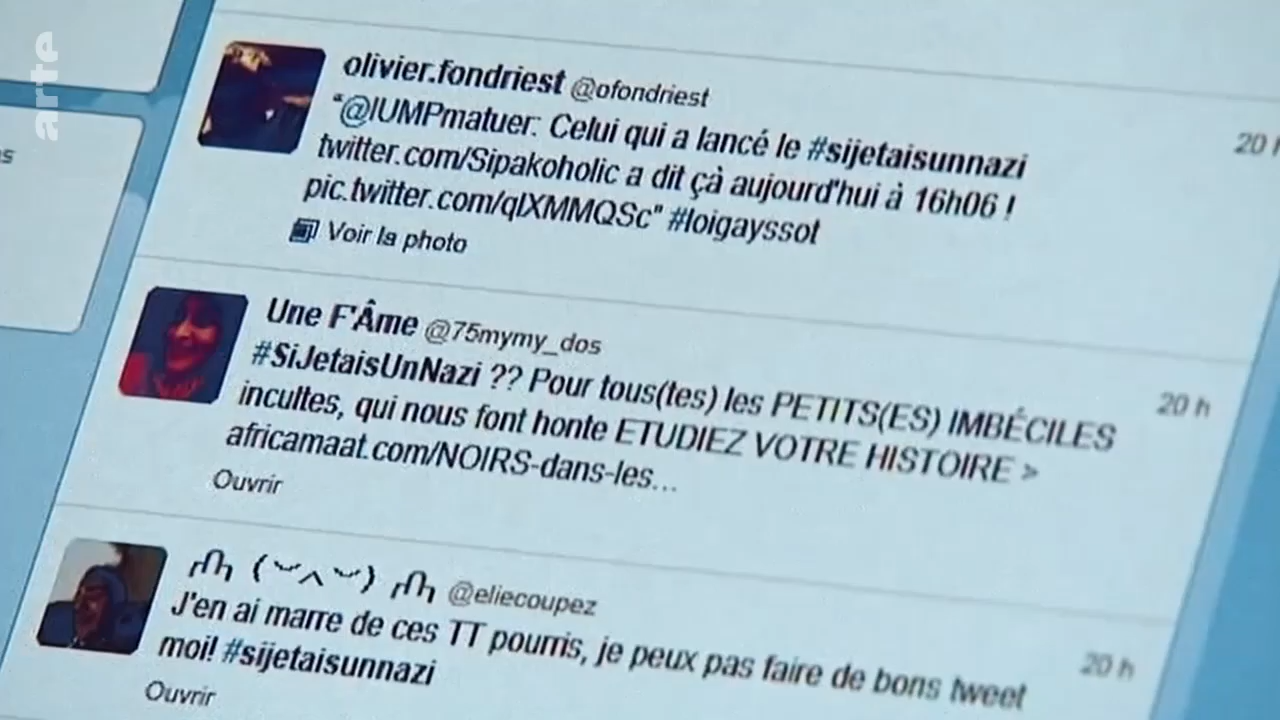 arte
s
olivier.fondriest @ofondriest
20 h
"@IUMPmatuer: Celui qui a lancé le #sijetaisunnazi
twitter.com/Sipakoholic a dit çà aujourd'hui à 16h06 !
pic.twitter.com/qlXMMQSc" #loigayssot
Voir la photo
Une F'Âme @75mymy_dos
20 h
#SiJetaisUnNazi ?? Pour tous(tes) les PETITS(ES) IMBÉCILES
incultes, qui nous font honte ETUDIEZ VOTRE HISTOIRE >
africamaat.com/NOIRS-dans-les...
Ouvrir
@eliecoupez
20 h
J'en ai marre de ces TT pourris, je peux pas faire de bons tweet
moi! #sijetaisunnazi
Ouvrir